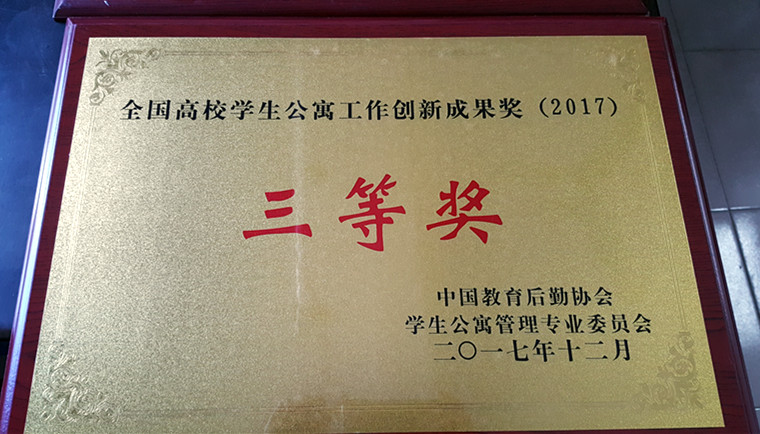 全国高校学生公寓工作创新成果奖（2017）
三等奖
中国教育后勤协会
学生公寓管理专业委员会
二〇一七年十二月